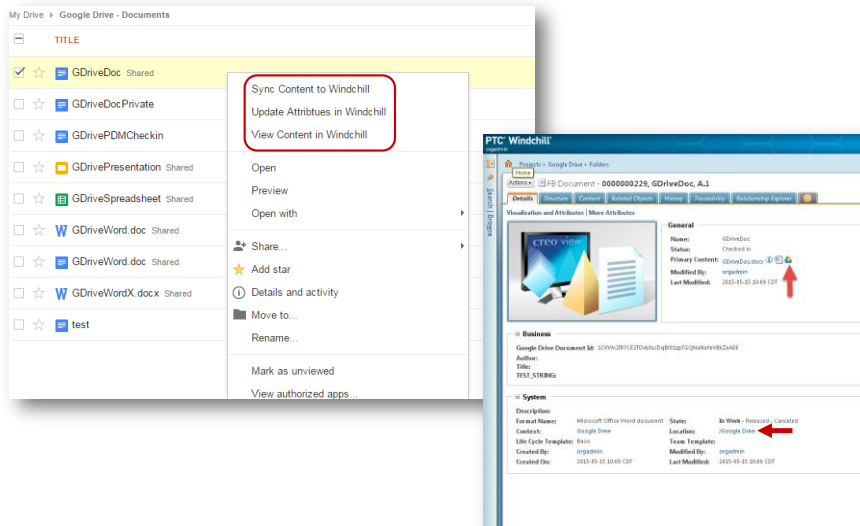 My Drive Google Drive - Documents
TITLE
GDriveDoc Shared
GDriveDocPrivate
GDrivePDMCheckin
GDrivePresentation Shared
GDriveSpreadsheet Shared
GDriveWord.doc Shared
GDriveWord.doc Shared
GDriveWordX.docx Shared
test
Sync Content to Windchill
Update Attribtues in Windchill
View Content in Windchill
Open
Preview
Open with
Share...
Add star
Details and activity
Move to...
Rename...
Mark as unviewed
View authorized apps...
PTC Windchill
orgadmin
Projects > Google Drive > Folders
Home
Actions FB Document - 0000000229, GDriveDoc, A.1
Search | Browse
Details Structure Content Related Objects History Traceability Relationship Explorer
Visualization and Attributes | More Attributes
creo view
General
Name: GDriveDoc
Status: Checked in
Primary Content: GDriveDoc.docx
Modified By: orgadmin
Last Modified: 2015-05-15 10:09 CDT
Business
Google Drive Document Id:
Author:
Title:
TEST_STRING:
System
Description:
Format Name: Microsoft Office Word document State: In Work - Released - Canceled
Context: Google Drive Location: /Google Drive
Life Cycle Template: Basic Team Template:
Created By: orgadmin Modified By: orgadmin
Created On: 2015-05-15 10:09 CDT Last Modified: 2015-05-15 10:09 CDT